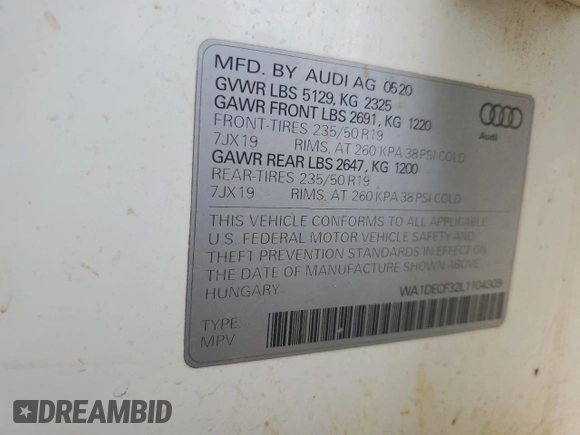 MFD. BY AUDI AG 0520
GVWR LBS 5129, KG 2325
GAWR FRONT LBS 2691, KG 1220
FRONT-TIRES 235/50 R19
7JX19 RIMS, AT 260 KPA 38 PSI COLD
GAWR REAR LBS 2647, KG 1200
REAR-TIRES 235/50 R19
7JX19 RIMS, AT 260 KPA 38 PSI COLD
Audi
THIS VEHICLE CONFORMS TO ALL APPLICABLE
U.S. FEDERAL MOTOR VEHICLE SAFETY AND
THEFT PREVENTION STANDARDS IN EFFECT ON
THE DATE OF MANUFACTURE SHOWN ABOVE
HUNGARY
WA1DECF32L1104309
TYPE:
MPV
DREAMBID